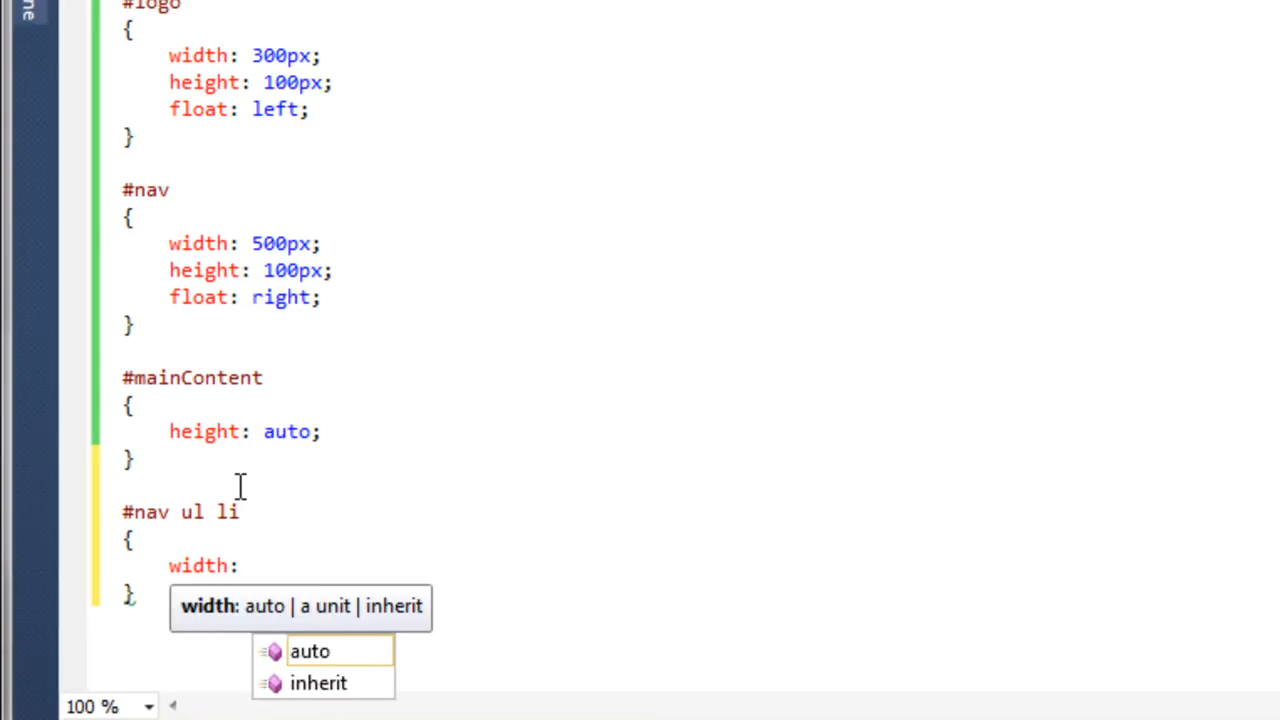 ne
#logo
{
width: 300px;
height: 100px;
float: left;
}
#nav
{
width: 500px;
height: 100px;
float: right;
}
#mainContent
{
height: auto;
}
#nav ul li
{
width:
}
width: auto | a unit | inherit
auto
inherit
100 %